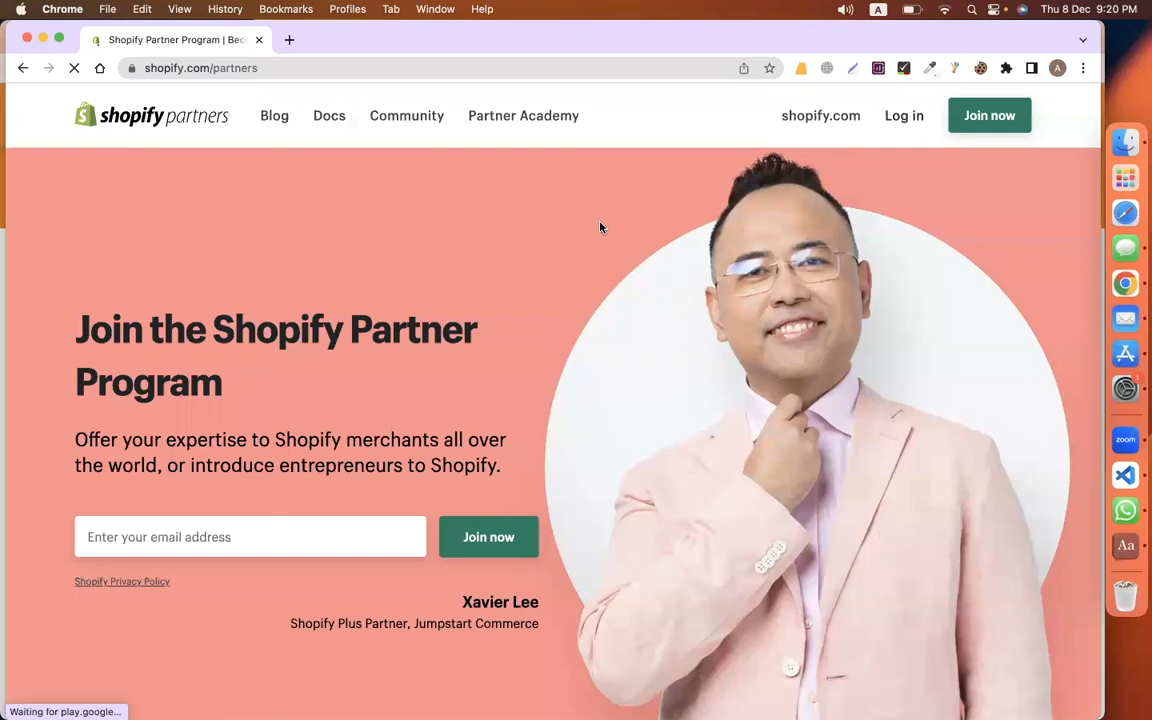 Chrome File Edit View History Bookmarks Profiles Tab Window Help A Thu 8 Dec 9:20 PM
Shopify Partner Program | Bec
shopify.com/partners A
shopify partners Blog Docs Community Partner Academy shopify.com Log in Join now
Join the Shopify Partner
Program
Offer your expertise to Shopify merchants all over
the world, or introduce entrepreneurs to Shopify.
Enter your email address Join now
Shopify Privacy Policy
Xavier Lee
Shopify Plus Partner, Jumpstart Commerce
zoom
Aa
Waiting for play.google...